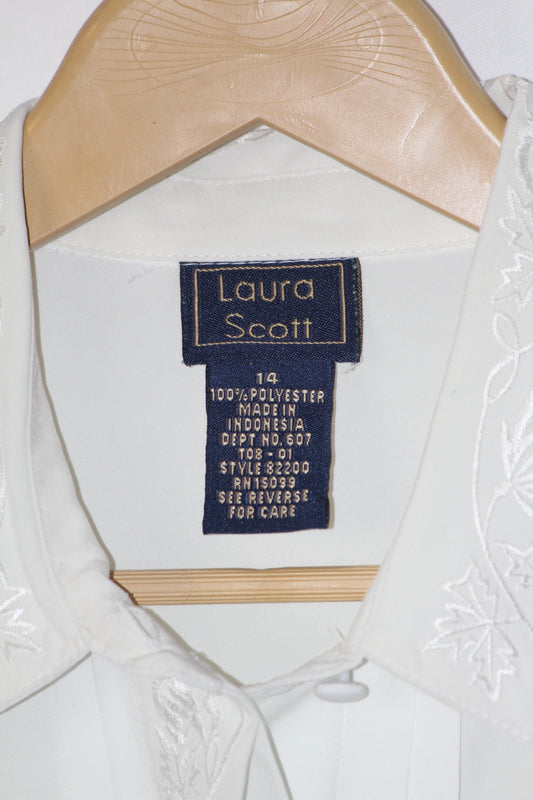 Laura
Scott
14
100% POLYESTER
MADE IN
INDONESIA
DEPT NO. 607
T08-01
STYLE 82200
RN15099
SEE REVERSE
FOR CARE